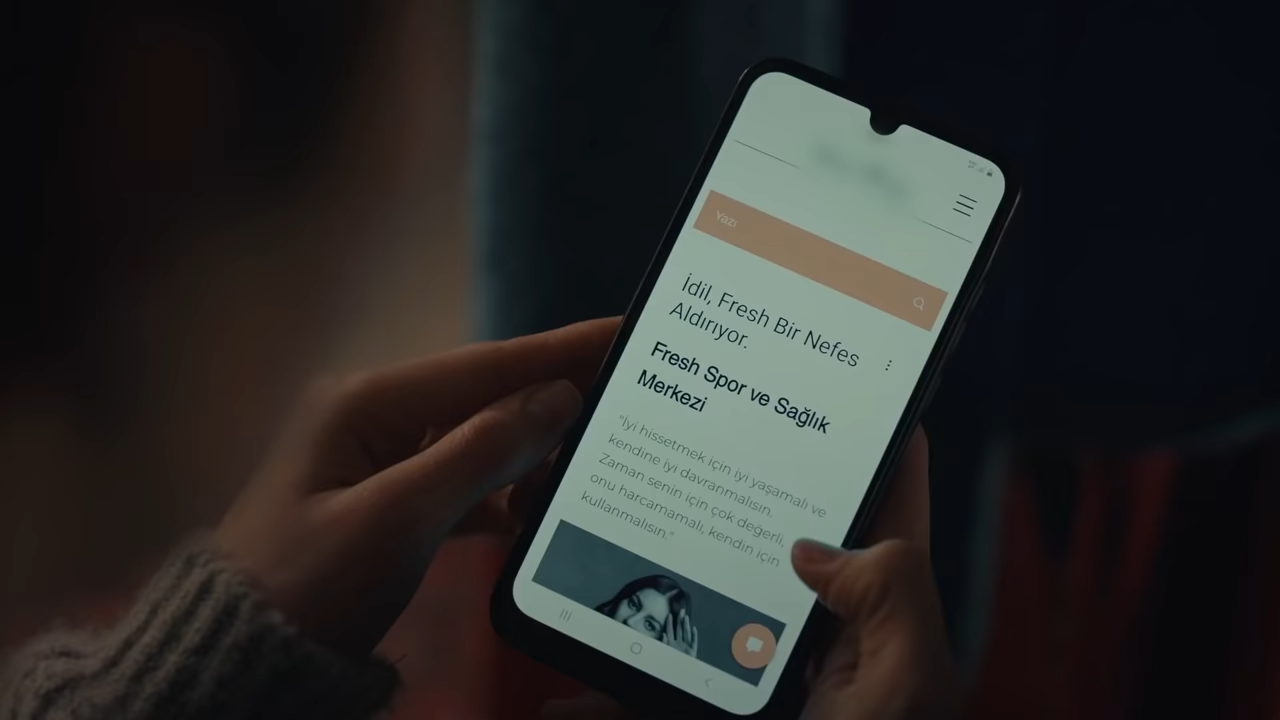 Yazı
İdil, Fresh Bir Nefes
Aldırıyor.
Fresh Spor ve Sağlık
Merkezi
"İyi hissetmek için iyi yaşamalı ve
kendine iyi davranmalısın.
Zaman senin için çok değerli,
onu harcamamalı, kendin için
kullanmalısın."